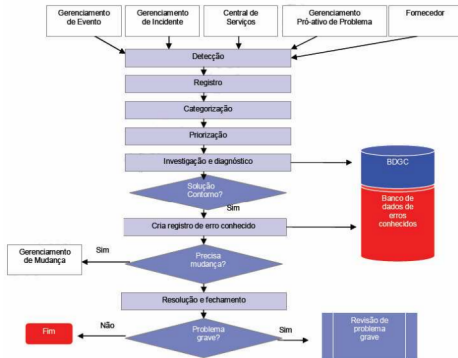 Gerenciamento
de Evento
Gerenciamento
de Incidente
Central de
Serviços
Gerenciamento
Pró-ativo de Problema
Fornecedor
Detecção
Registro
Categorização
Priorização
Investigação e diagnóstico
BDGC
Solução
Contorno?
Sim
Banco de
dados de
erros
conhecidos
Cria registro de erro conhecido
Gerenciamento
de Mudança
Sim
Precisa
mudança?
Resolução e fechamento
Fim
Não
Problema
grave?
Sim
Revisão de
problema
grave